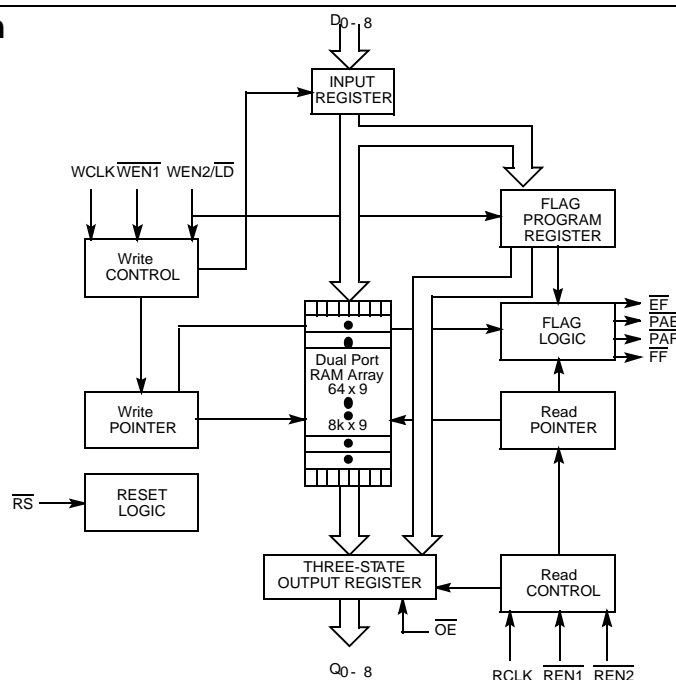 D0- 8
INPUT
REGISTER
WCLK WEN1 WEN2/LD
FLAG
PROGRAM
REGISTER
Write
CONTROL
EF
PAE
PAF
FF
FLAG
LOGIC
Dual Port
RAM Array
64 x 9
8k x 9
Write
POINTER
Read
POINTER
RS
RESET
LOGIC
THREE-STATE
OUTPUT REGISTER
Read
CONTROL
OE
Q0- 8
RCLK REN1 REN2